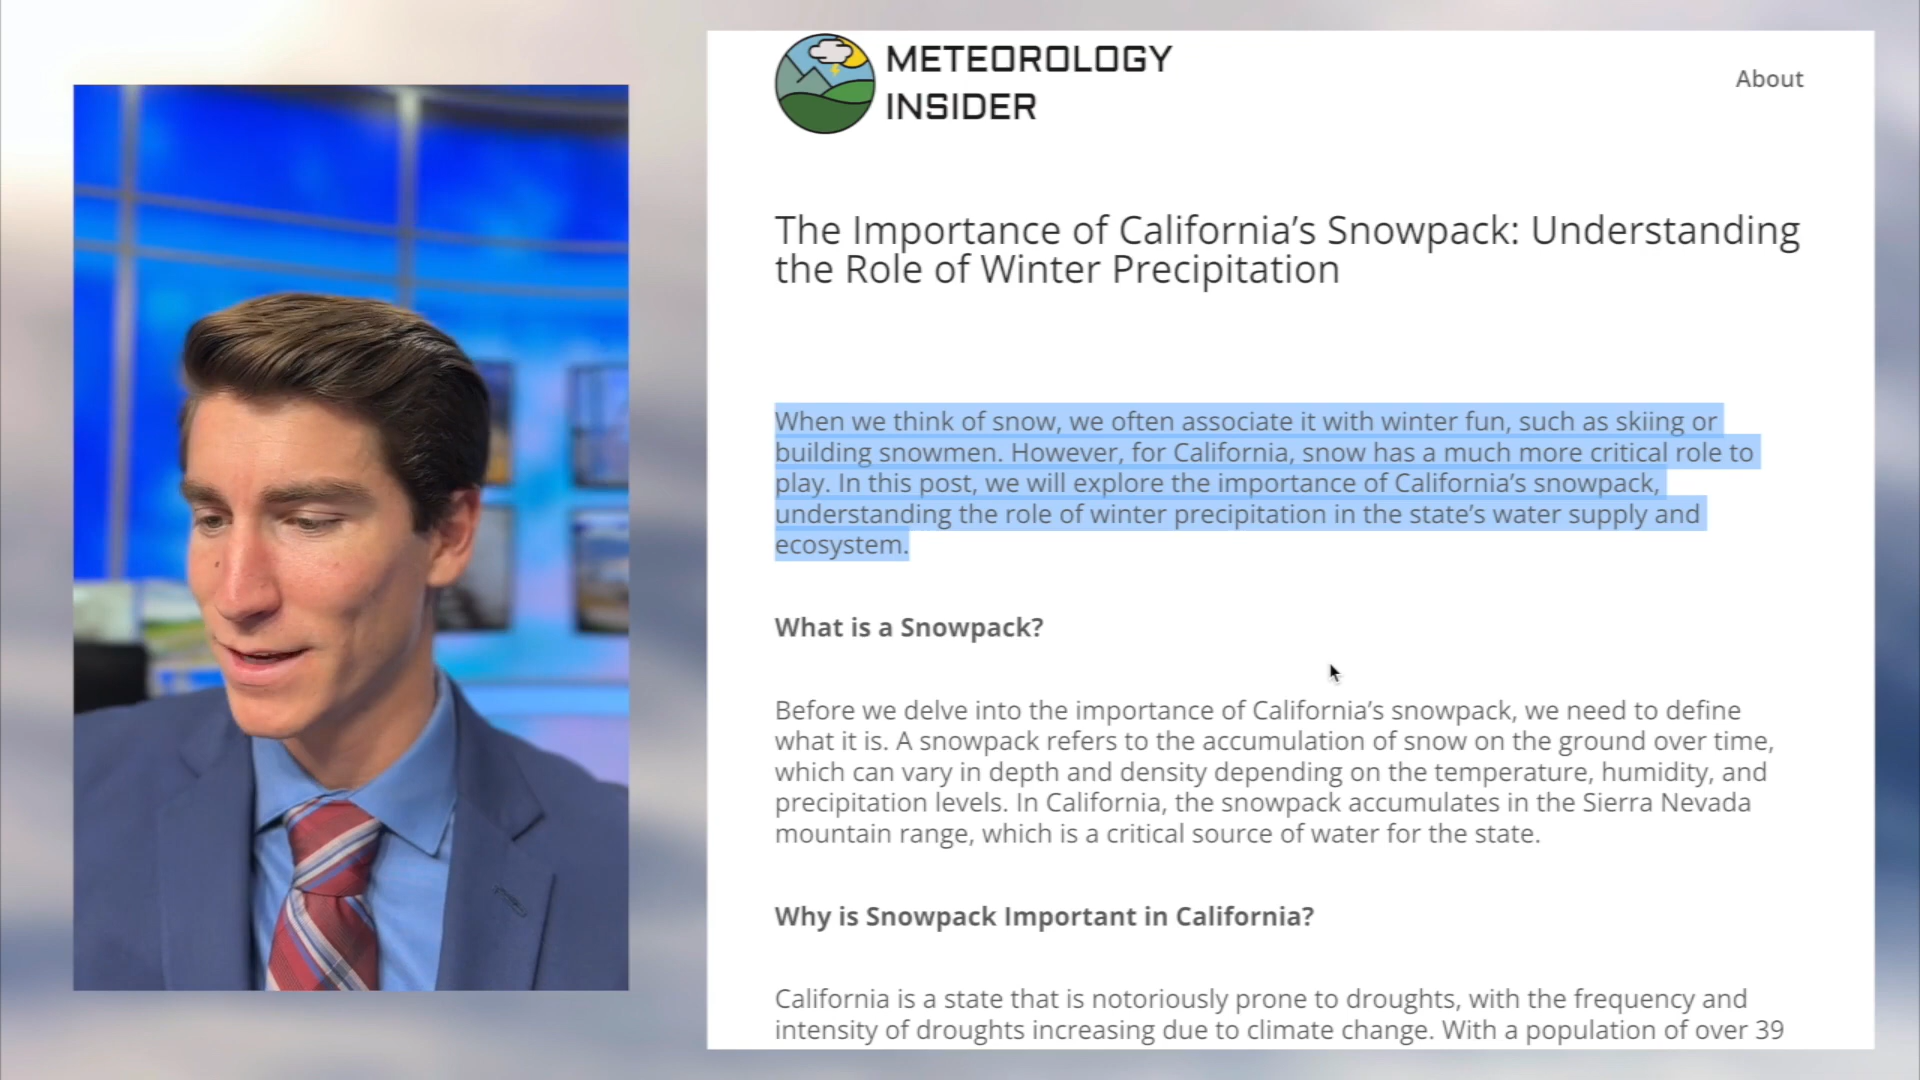 METEOROLOGY
INSIDER
About
The Importance of California’s Snowpack: Understanding
the Role of Winter Precipitation
When we think of snow, we often associate it with winter fun, such as skiing or
building snowmen. However, for California, snow has a much more critical role to
play. In this post, we will explore the importance of California’s snowpack,
understanding the role of winter precipitation in the state’s water supply and
ecosystem.
What is a Snowpack?
Before we delve into the importance of California’s snowpack, we need to define
what it is. A snowpack refers to the accumulation of snow on the ground over time,
which can vary in depth and density depending on the temperature, humidity, and
precipitation levels. In California, the snowpack accumulates in the Sierra Nevada
mountain range, which is a critical source of water for the state.
Why is Snowpack Important in California?
California is a state that is notoriously prone to droughts, with the frequency and
intensity of droughts increasing due to climate change. With a population of over 39